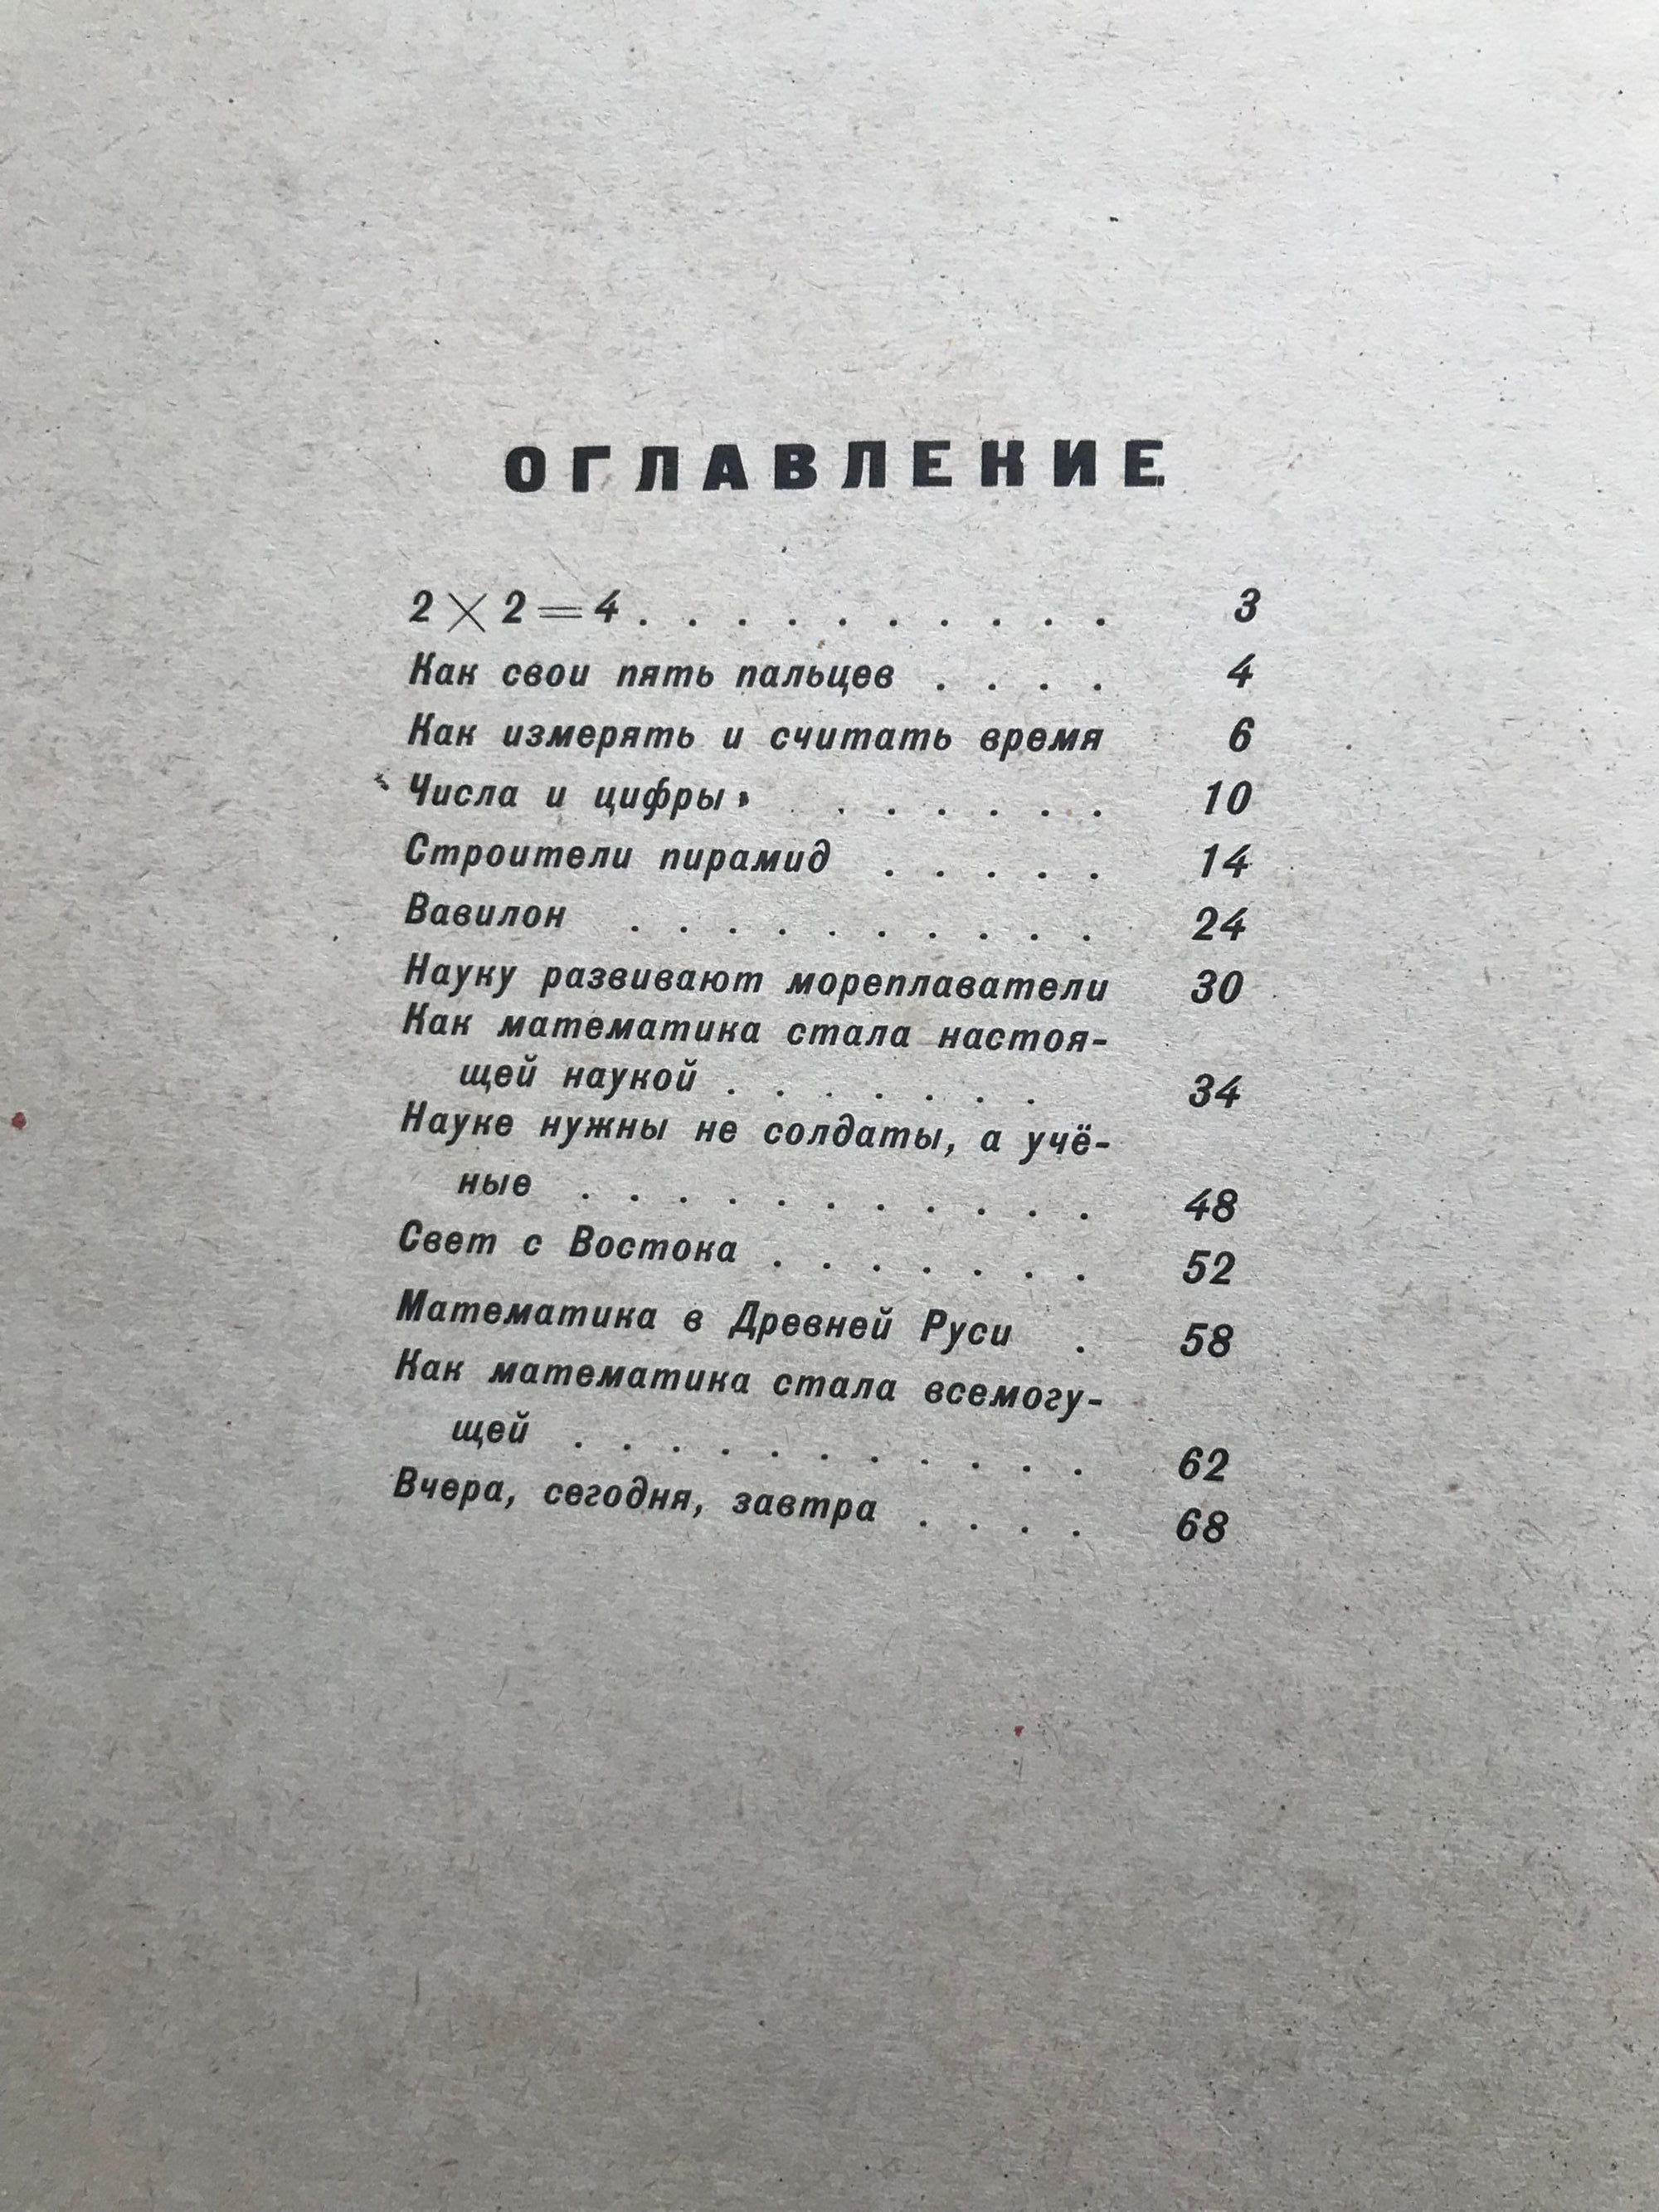 ОГЛАВЛЕНИЕ
2×2=4 . . . . . . . . . . 3
Как свои пять пальцев . . . . 4
Как измерять и считать время 6
Числа и цифры . . . . . . 10
Строители пирамид . . . . . 14
Вавилон . . . . . . . . . . 24
Науку развивают мореплаватели 30
Как математика стала настоя-
щей наукой . . . . . . . 34
Науке нужны не солдаты, а учё-
ные . . . . . . . . . . . 48
Свет с Востока . . . . . . . 52
Математика в Древней Руси . 58
Как математика стала всемогу-
щей . . . . . . . . . . . 62
Вчера, сегодня, завтра . . . . 68